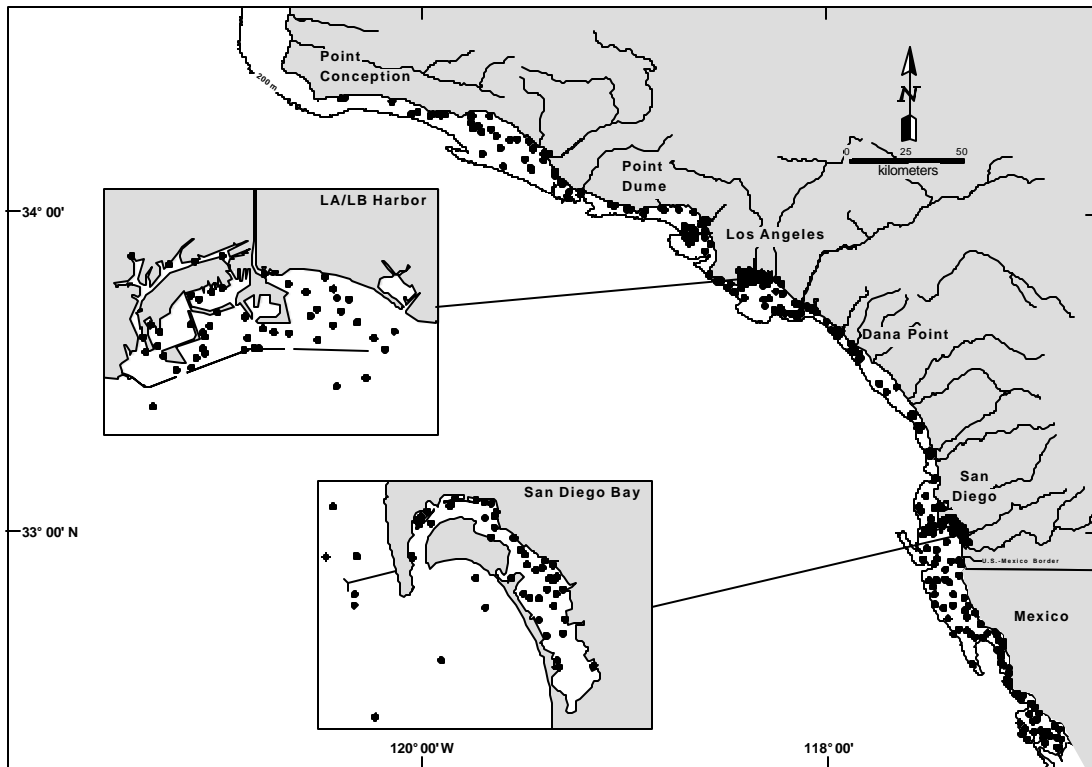 Point
Conception
200 m
N
0 25 50
kilometers
Point
Dume
LA/LB Harbor
34° 00'
Los Angeles
Dana Point
San Diego Bay
San
Diego
33° 00' N
U.S.-Mexico Border
Mexico
120° 00' W
118° 00'